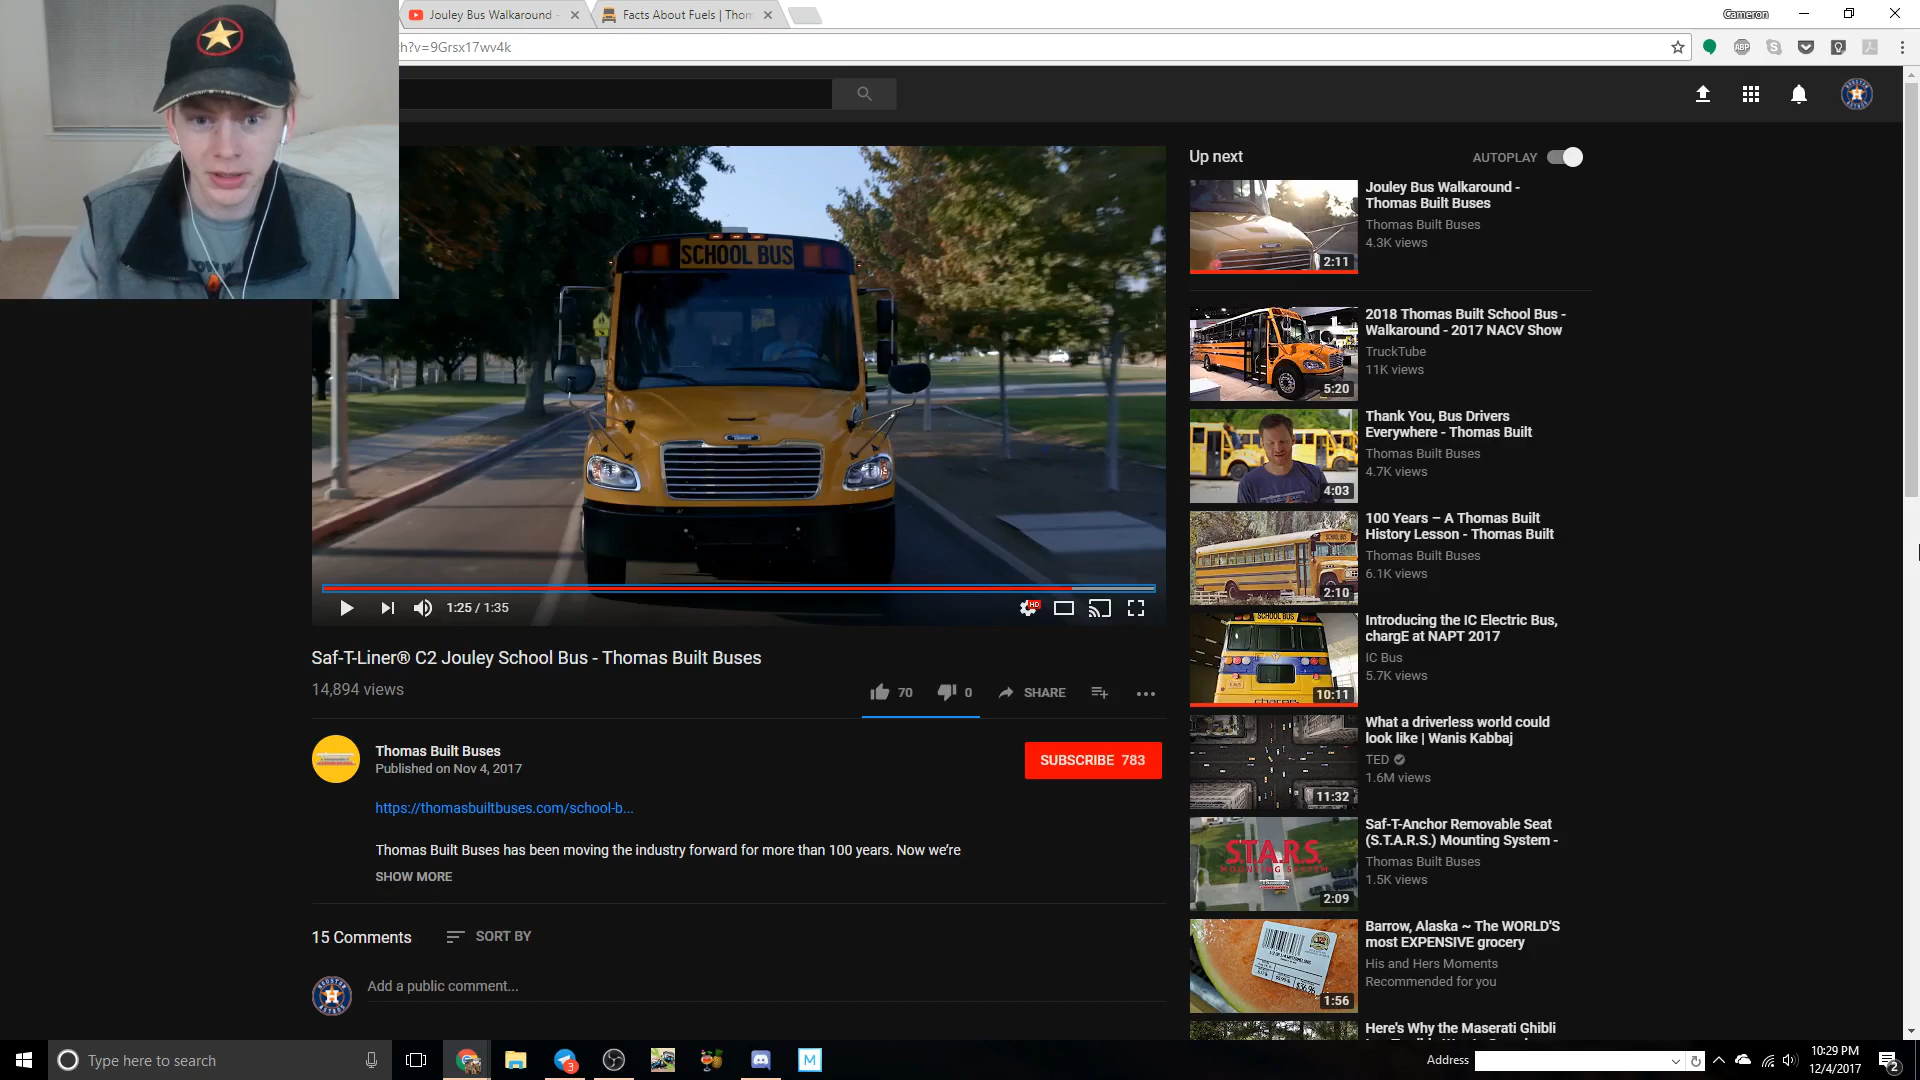 Jouley Bus Walkaround -
Facts About Fuels | Thom
Cameron
h?v=9Grsx17wv4k
ABP
SCHOOL BUS
1:25 / 1:35
HD
Saf-T-Liner® C2 Jouley School Bus - Thomas Built Buses
14,894 views
70
0
SHARE
Thomas Built Buses
Published on Nov 4, 2017
SUBSCRIBE 783
https://thomasbuiltbuses.com/school-b...
Thomas Built Buses has been moving the industry forward for more than 100 years. Now we're
SHOW MORE
15 Comments
SORT BY
Add a public comment...
Up next
AUTOPLAY
2:11
Jouley Bus Walkaround -
Thomas Built Buses
Thomas Built Buses
4.3K views
5:20
2018 Thomas Built School Bus -
Walkaround - 2017 NACV Show
TruckTube
11K views
4:03
Thank You, Bus Drivers
Everywhere - Thomas Built
Thomas Built Buses
4.7K views
2:10
100 Years – A Thomas Built
History Lesson - Thomas Built
Thomas Built Buses
6.1K views
SCHOOL BUS
10:11
Introducing the IC Electric Bus,
chargE at NAPT 2017
IC Bus
5.7K views
11:32
What a driverless world could
look like | Wanis Kabbaj
TED
1.6M views
S.T.A.R.S.
MOUNTING SYSTEM
2:09
Saf-T-Anchor Removable Seat
(S.T.A.R.S.) Mounting System -
Thomas Built Buses
1.5K views
1:56
Barrow, Alaska ~ The WORLD'S
most EXPENSIVE grocery
His and Hers Moments
Recommended for you
Here's Why the Maserati Ghibli
Type here to search
3
M
Address
10:29 PM
12/4/2017
2